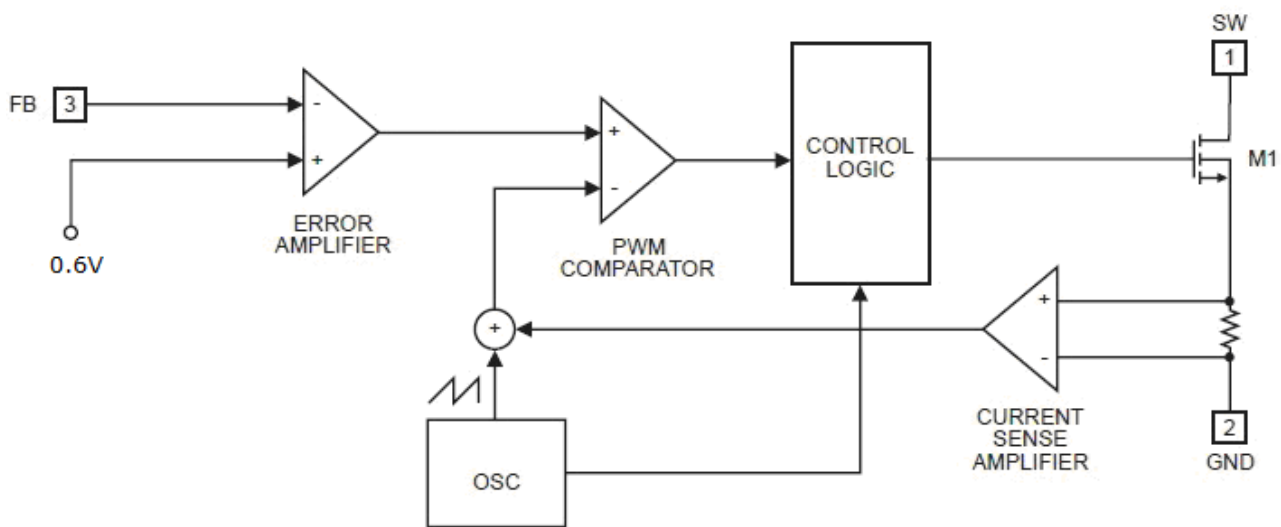 SW
1
FB
3
-
+
0.6V
ERROR
AMPLIFIER
+
-
PWM
COMPARATOR
CONTROL
LOGIC
M1
+
OSC
+
-
CURRENT
SENSE
AMPLIFIER
2
GND